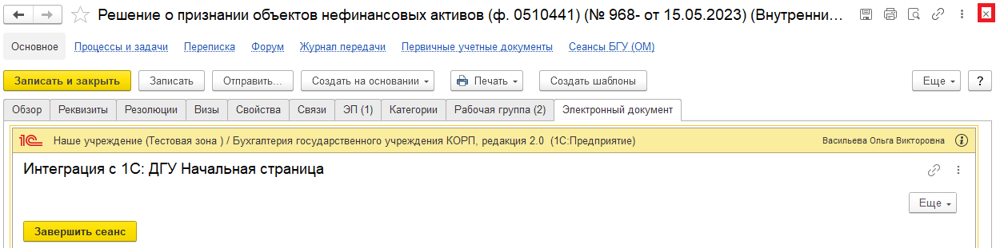 Решение о признании объектов нефинансовых активов (ф. 0510441) (№ 968- от 15.05.2023) (Внутренни...
Основное Процессы и задачи Переписка Форум Журнал передачи Первичные учетные документы Сеансы БГУ (ОМ)
Записать и закрыть Записать Отправить... Создать на основании Печать Создать шаблоны Еще ?
Обзор Реквизиты Резолюции Визы Свойства Связи ЭП (1) Категории Рабочая группа (2) Электронный документ
1С Наше учреждение (Тестовая зона ) / Бухгалтерия государственного учреждения КОРП, редакция 2.0 (1С:Предприятие) Васильева Ольга Викторовна
Интеграция с 1С: ДГУ Начальная страница
Еще
Завершить сеанс